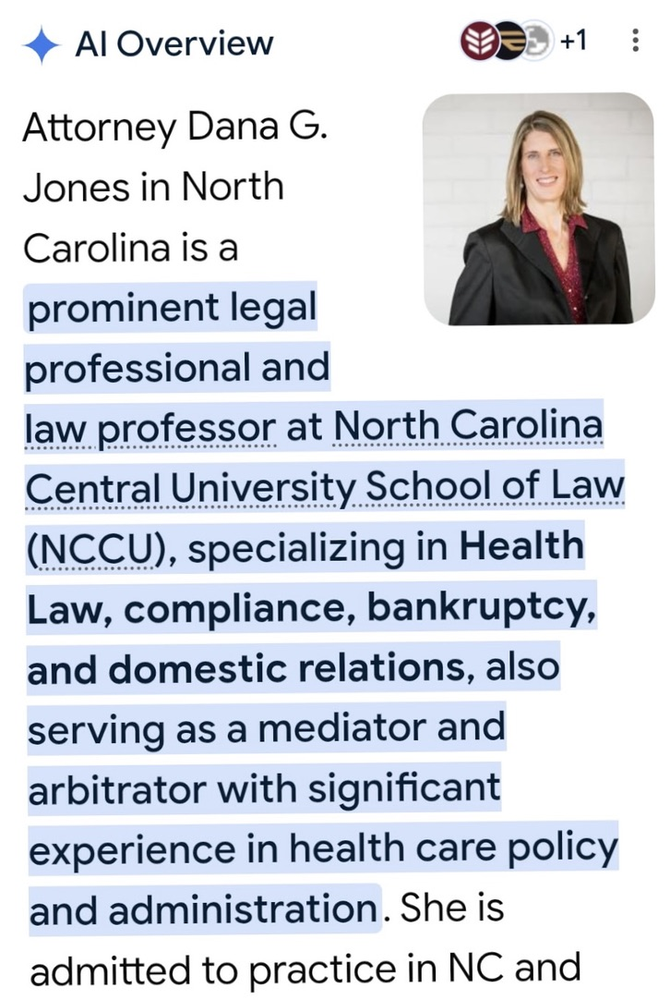 AI Overview
+1
Attorney Dana G.
Jones in North
Carolina is a
prominent legal
professional and
law professor at North Carolina
Central University School of Law
(NCCU), specializing in Health
Law, compliance, bankruptcy,
and domestic relations, also
serving as a mediator and
arbitrator with significant
experience in health care policy
and administration. She is
admitted to practice in NC and